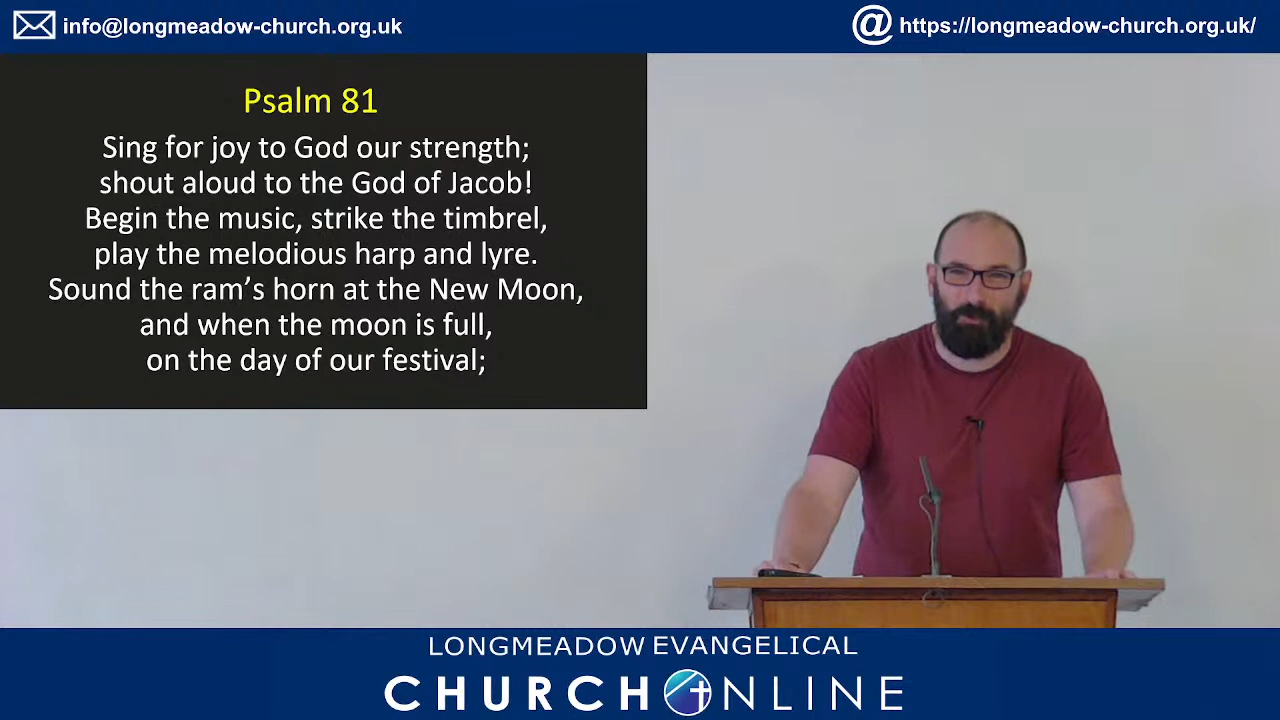 info@longmeadow-church.org.uk
@ https://longmeadow-church.org.uk/
Psalm 81
Sing for joy to God our strength;
shout aloud to the God of Jacob!
Begin the music, strike the timbrel,
play the melodious harp and lyre.
Sound the ram’s horn at the New Moon,
and when the moon is full,
on the day of our festival;
LONGMEADOW EVANGELICAL
CHURCH ONLINE